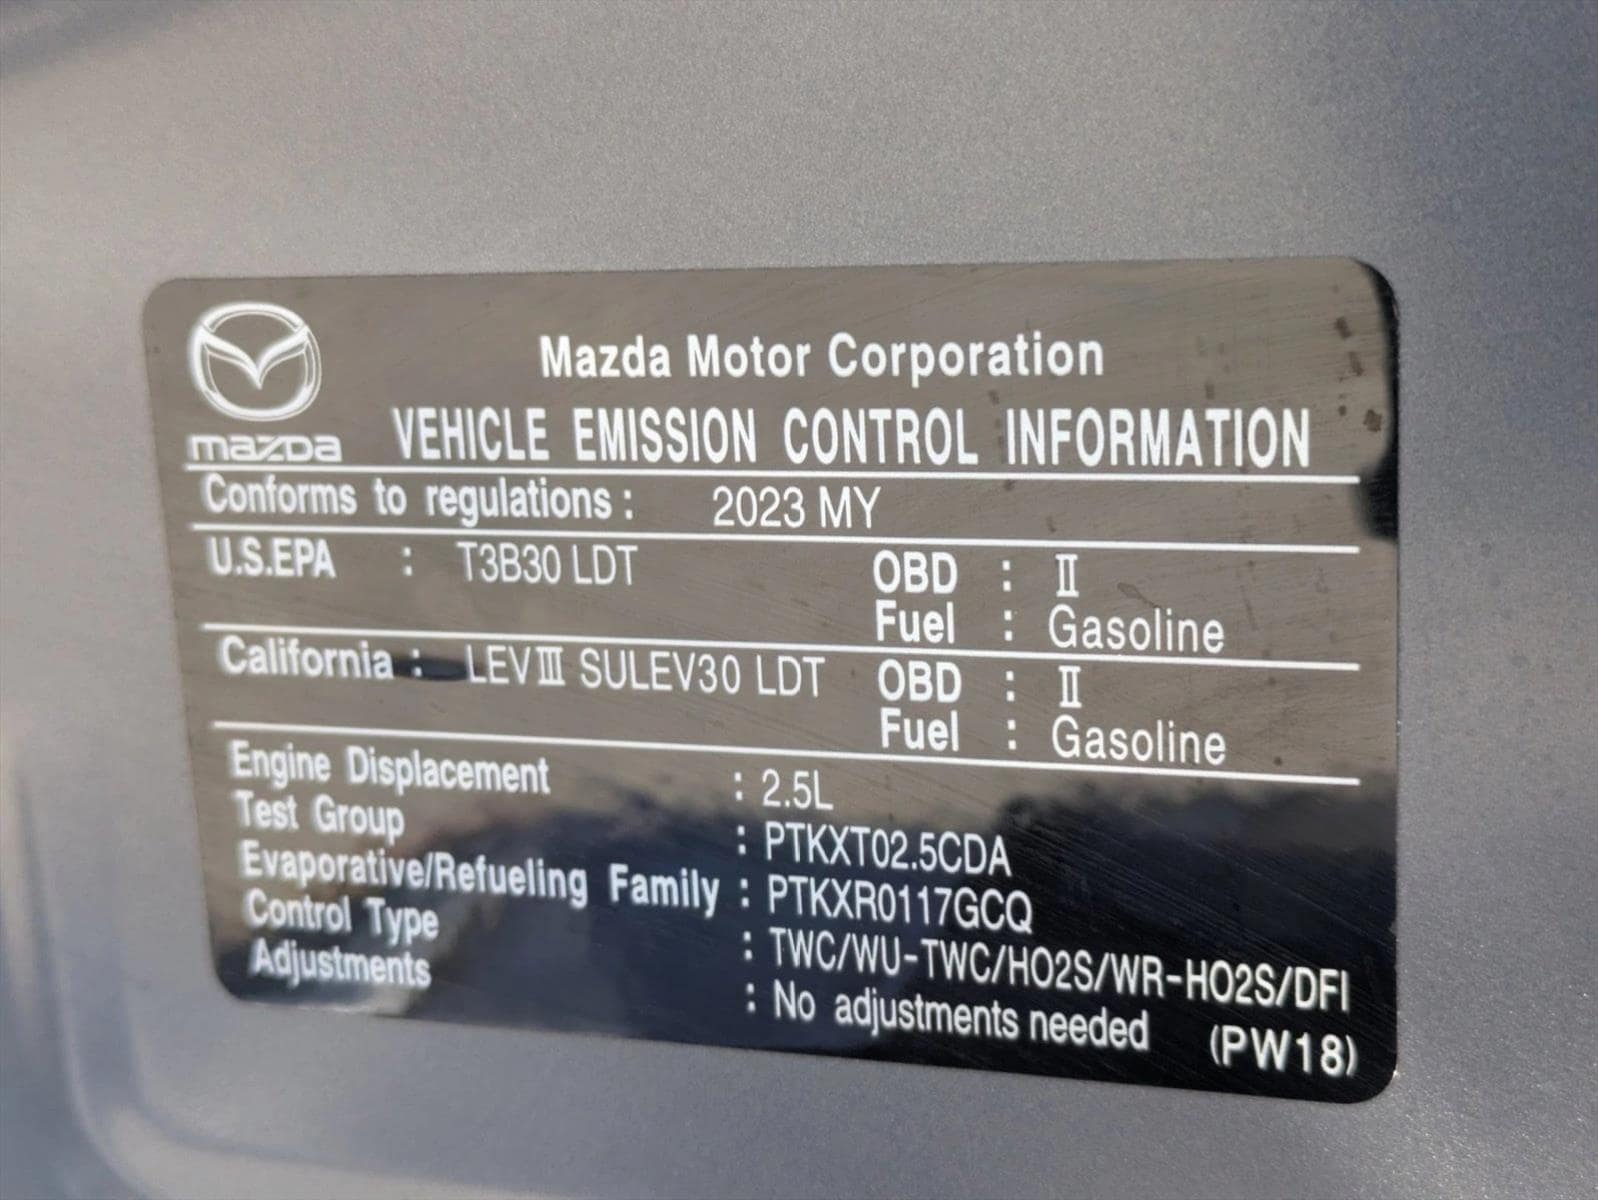 Mazda Motor Corporation
mazda VEHICLE EMISSION CONTROL INFORMATION
Conforms to regulations : 2023 MY
U.S.EPA : T3B30 LDT OBD : II
Fuel : Gasoline
California : LEVIII SULEV30 LDT OBD : II
Fuel : Gasoline
Engine Displacement : 2.5L
Test Group : PTKXT02.5CDA
Evaporative/Refueling Family : PTKXR0117GCQ
Control Type : TWC/WU-TWC/HO2S/WR-HO2S/DFI
Adjustments : No adjustments needed (PW18)